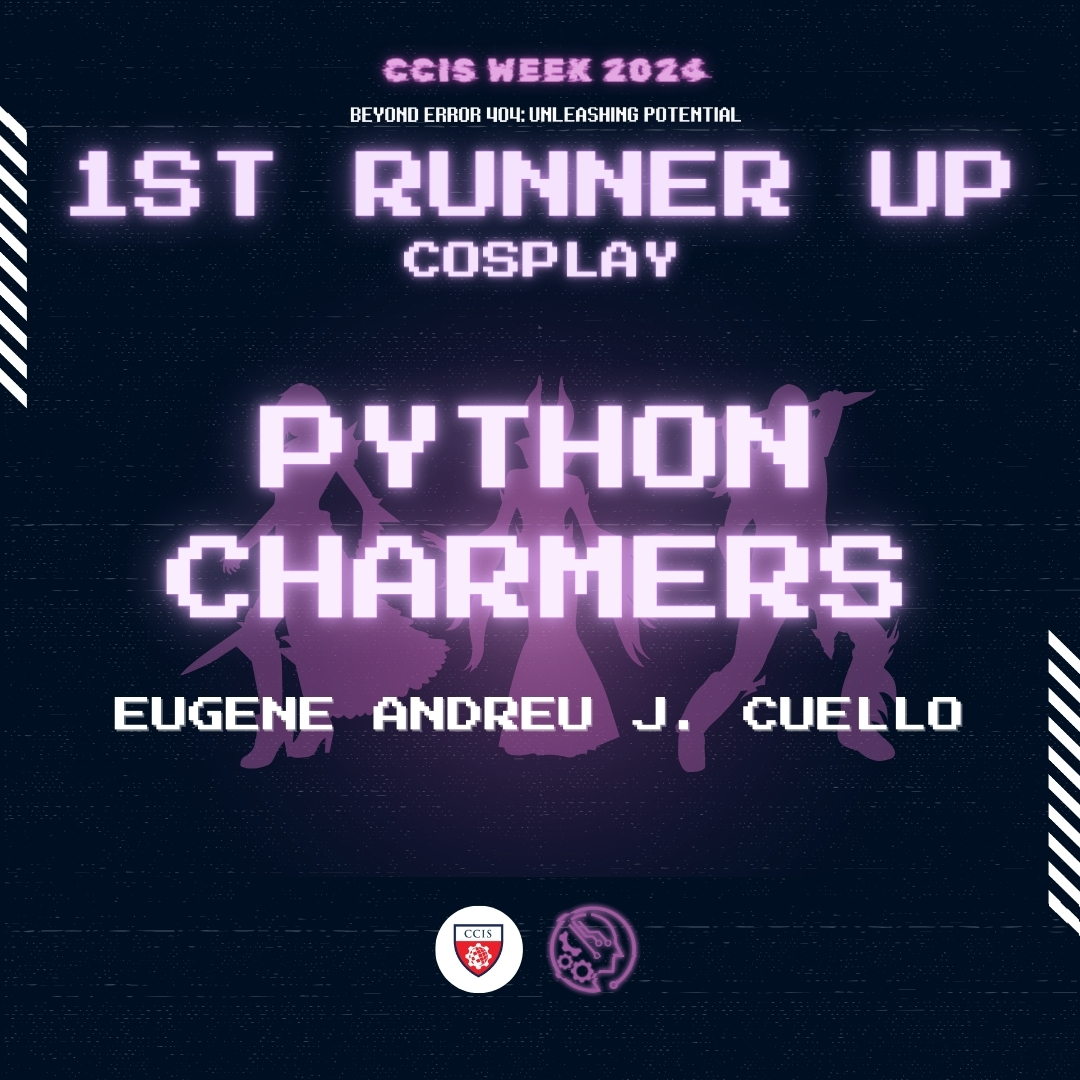 CCIS WEEK 2024
BEYOND ERROR 404: UNLEASHING POTENTIAL
1ST RUNNER UP
COSPLAY
PYTHON
CHARMERS
EUGENE ANDREU J. CUELLO
CCIS